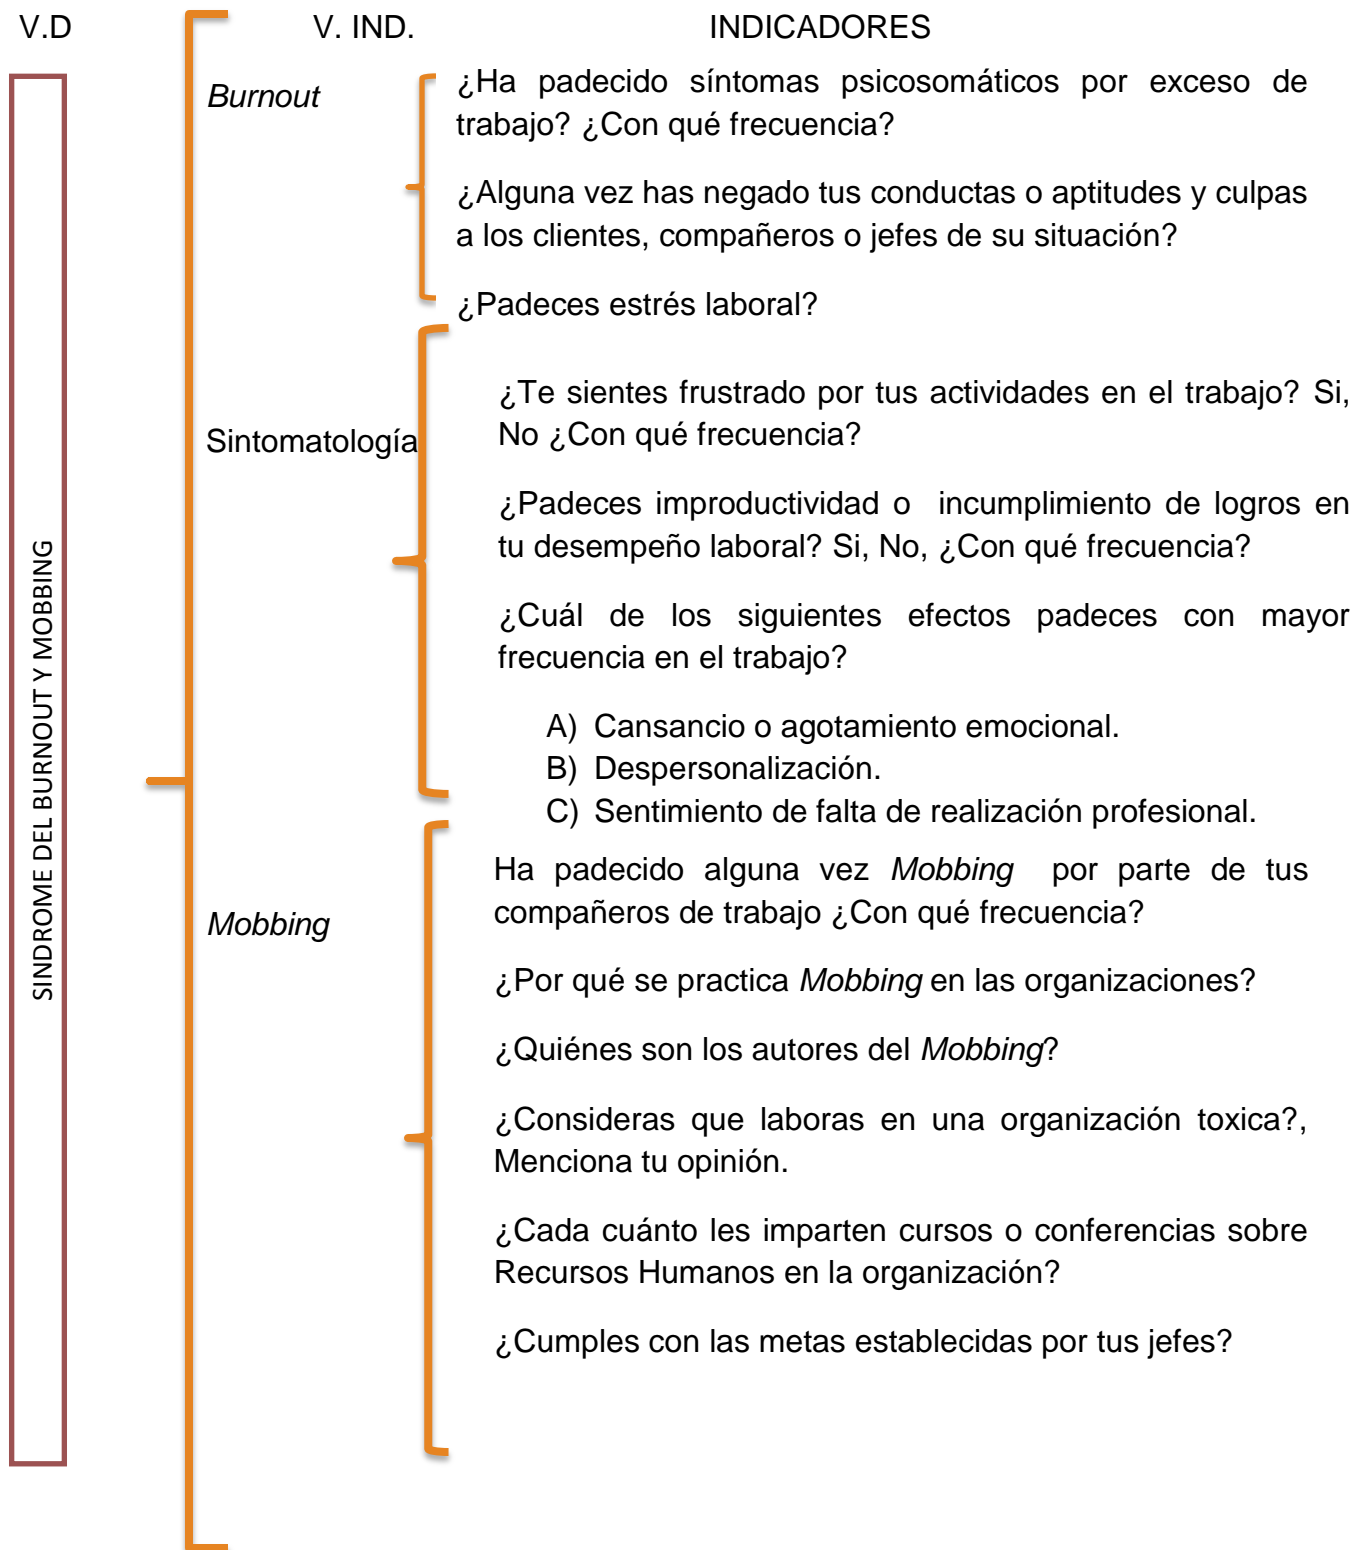 V.D V. IND. INDICADORES
SINDROME DEL BURNOUT Y MOBBING
Burnout
¿Ha padecido síntomas psicosomáticos por exceso de
trabajo? ¿Con qué frecuencia?
¿Alguna vez has negado tus conductas o aptitudes y culpas
a los clientes, compañeros o jefes de su situación?
¿Padeces estrés laboral?
Sintomatología
¿Te sientes frustrado por tus actividades en el trabajo? Si,
No ¿Con qué frecuencia?
¿Padeces improductividad o incumplimiento de logros en
tu desempeño laboral? Si, No, ¿Con qué frecuencia?
¿Cuál de los siguientes efectos padeces con mayor
frecuencia en el trabajo?
A) Cansancio o agotamiento emocional.
B) Despersonalización.
C) Sentimiento de falta de realización profesional.
Mobbing
Ha padecido alguna vez Mobbing por parte de tus
compañeros de trabajo ¿Con qué frecuencia?
¿Por qué se practica Mobbing en las organizaciones?
¿Quiénes son los autores del Mobbing?
¿Consideras que laboras en una organización toxica?,
Menciona tu opinión.
¿Cada cuánto les imparten cursos o conferencias sobre
Recursos Humanos en la organización?
¿Cumples con las metas establecidas por tus jefes?